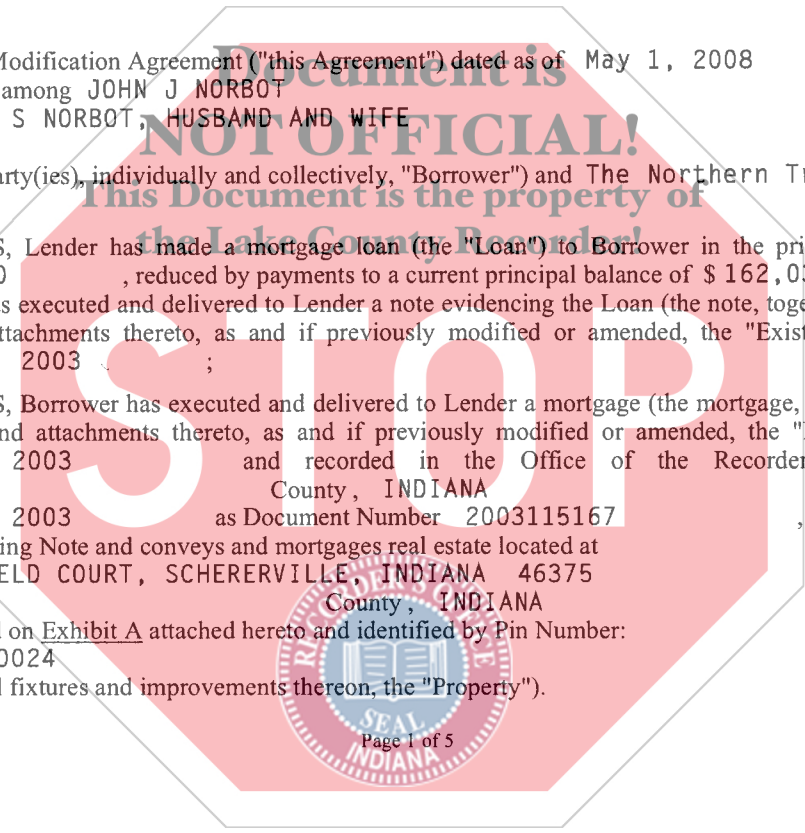 Modification Agreement ("this Agreement") dated as of May 1, 2008
Document is
among JOHN J NORBOT
S NORBOT, HUSBAND AND WIFE
NOT OFFICIAL!
arty(ies), individually and collectively, "Borrower") and The Northern Tr
This Document is the property of
the Lake County Recorder!
S, Lender has made a mortgage loan (the "Loan") to Borrower in the pri
0 , reduced by payments to a current principal balance of $ 162,03
s executed and delivered to Lender a note evidencing the Loan (the note, toge
ttachments thereto, as and if previously modified or amended, the "Exist
2003 ;
S, Borrower has executed and delivered to Lender a mortgage (the mortgage,
nd attachments thereto, as and if previously modified or amended, the "
2003 and recorded in the Office of the Recorder
County, INDIANA
2003 as Document Number 2003115167 ,
ing Note and conveys and mortgages real estate located at
ELD COURT, SCHERERVILLE, INDIANA 46375
County, INDIANA
on Exhibit A attached hereto and identified by Pin Number:
0024
fixtures and improvements thereon, the "Property").
Page 1 of 5
STOP
RECORDER'S OFFICE
SEAL
INDIANA